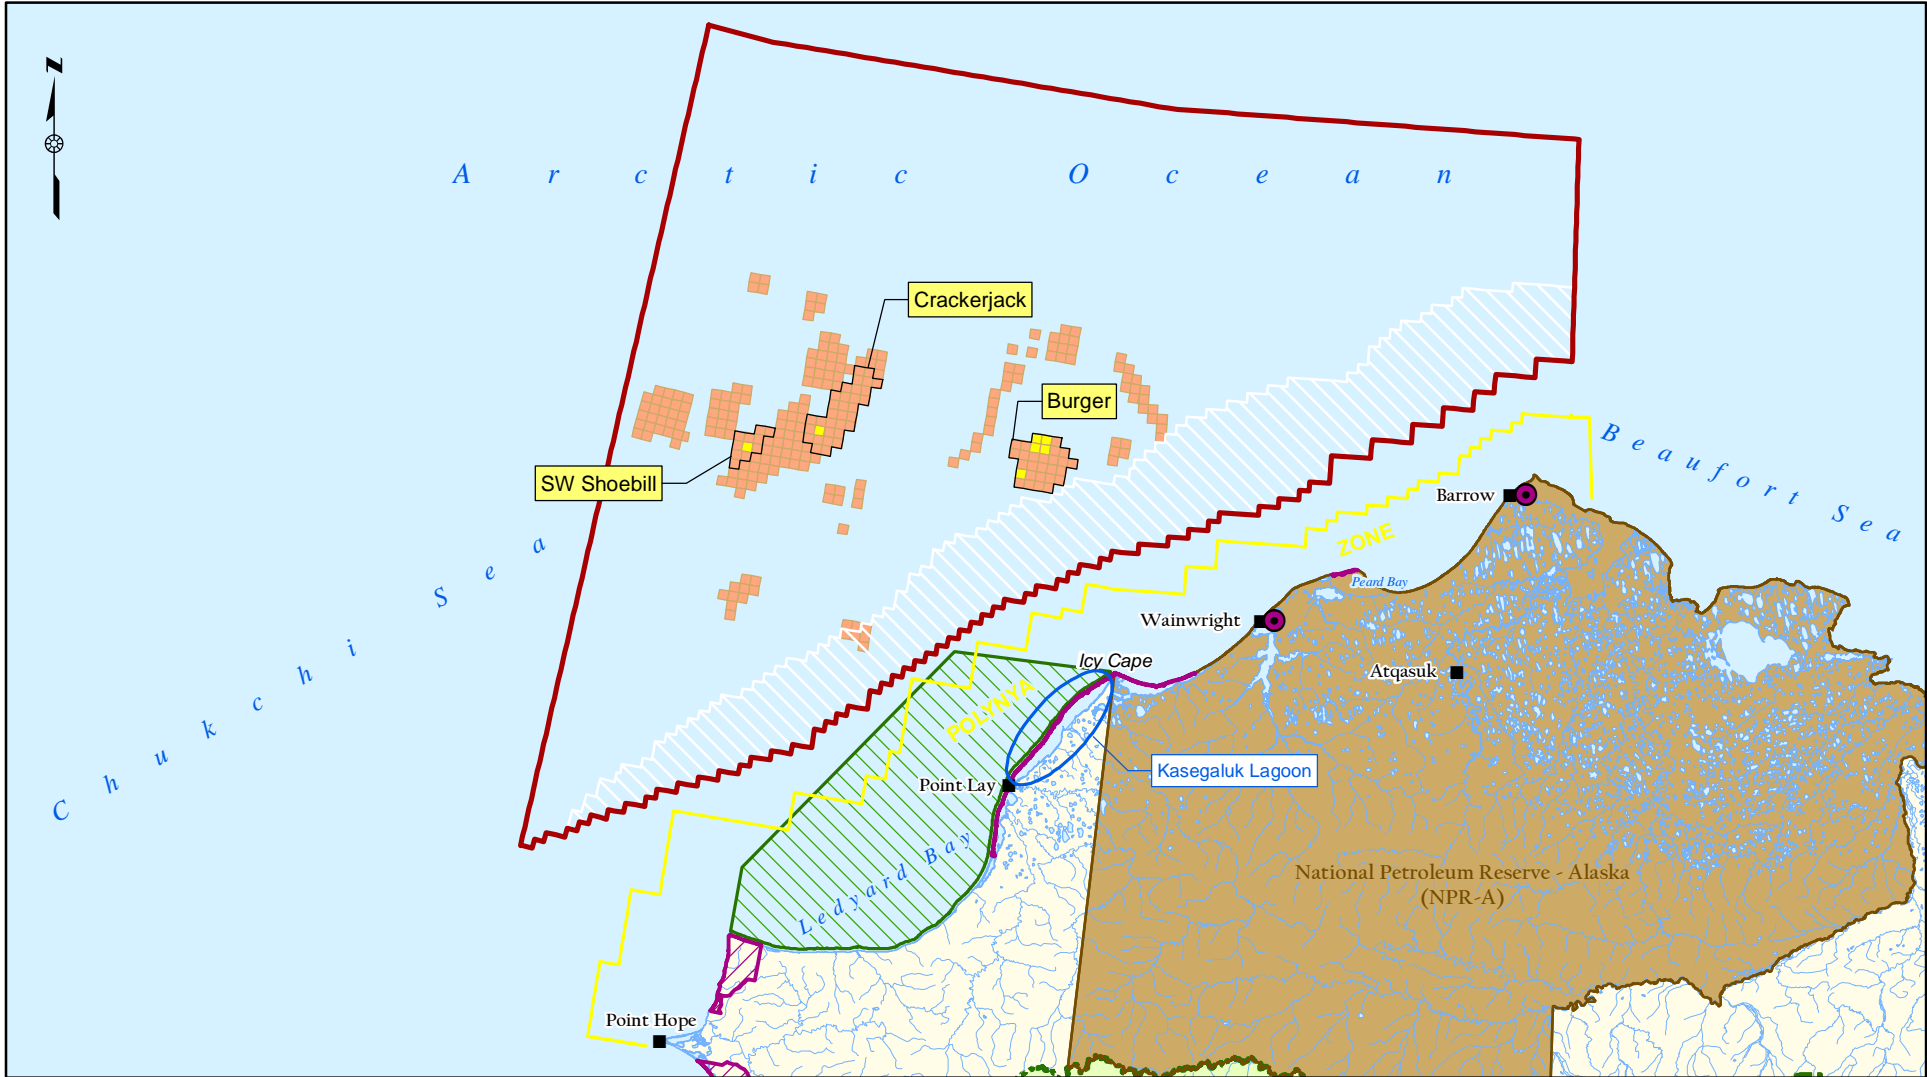 N
Arctic Ocean
Crackerjack
Burger
SW Shoebill
Beaufort Sea
Barrow
ZONE
Peard Bay
Chukchi Sea
Wainwright
Icy Cape
Atqasuk
POLYNYA
Kasegaluk Lagoon
Point Lay
Ledyard Bay
National Petroleum Reserve - Alaska
(NPR-A)
Point Hope